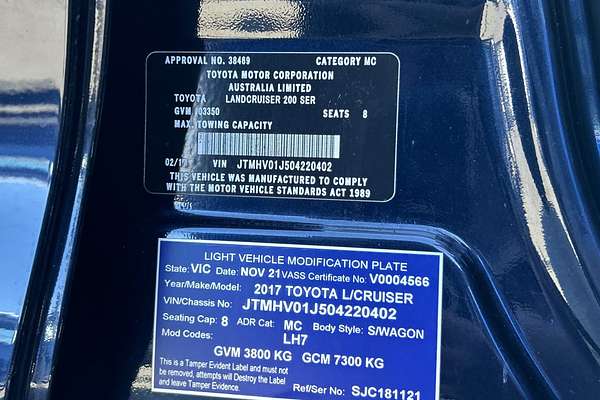 APPROVAL NO. 38469 CATEGORY MC
TOYOTA MOTOR CORPORATION
AUSTRALIA LIMITED
TOYOTA LANDCRUISER 200 SER
GVM 03350 SEATS 8
MAX. TOWING CAPACITY
02/17 VIN JTMHV01J504220402
THIS VEHICLE WAS MANUFACTURED TO COMPLY
WITH THE MOTOR VEHICLE STANDARDS ACT 1989
LIGHT VEHICLE MODIFICATION PLATE
State: VIC Date: NOV 21 VASS Certificate No: V0004566
Year/Make/Model: 2017 TOYOTA L/CRUISER
VIN/Chassis No: JTMHV01J504220402
Seating Cap: 8 ADR Cat: MC Body Style: S/WAGON
Mod Codes: LH7
GVM 3800 KG GCM 7300 KG
This is a Tamper Evident Label and must not
be removed, attempts will Destroy the Label
and leave Tamper Evidence.
Ref/Ser No: SJC181121